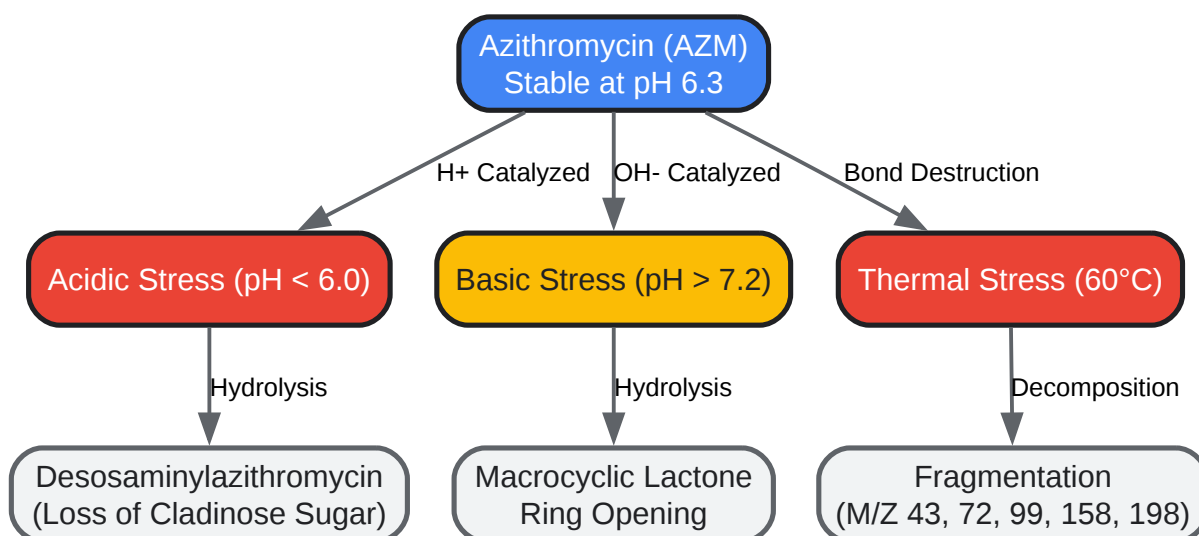 Azithromycin (AZM)
Stable at pH 6.3
H+ Catalyzed
OH- Catalyzed
Bond Destruction
Acidic Stress (pH < 6.0)
Basic Stress (pH > 7.2)
Thermal Stress (60°C)
Hydrolysis
Hydrolysis
Decomposition
Desosaminylazithromycin
(Loss of Cladinose Sugar)
Macrocyclic Lactone
Ring Opening
Fragmentation
(M/Z 43, 72, 99, 158, 198)